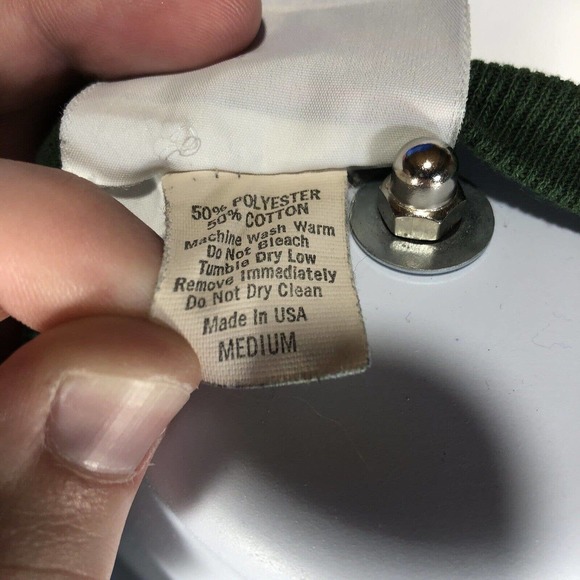 50% POLYESTER
50% COTTON
Machine Wash Warm
Do Not Bleach
Tumble Dry Low
Remove Immediately
Do Not Dry Clean
Made In USA
MEDIUM